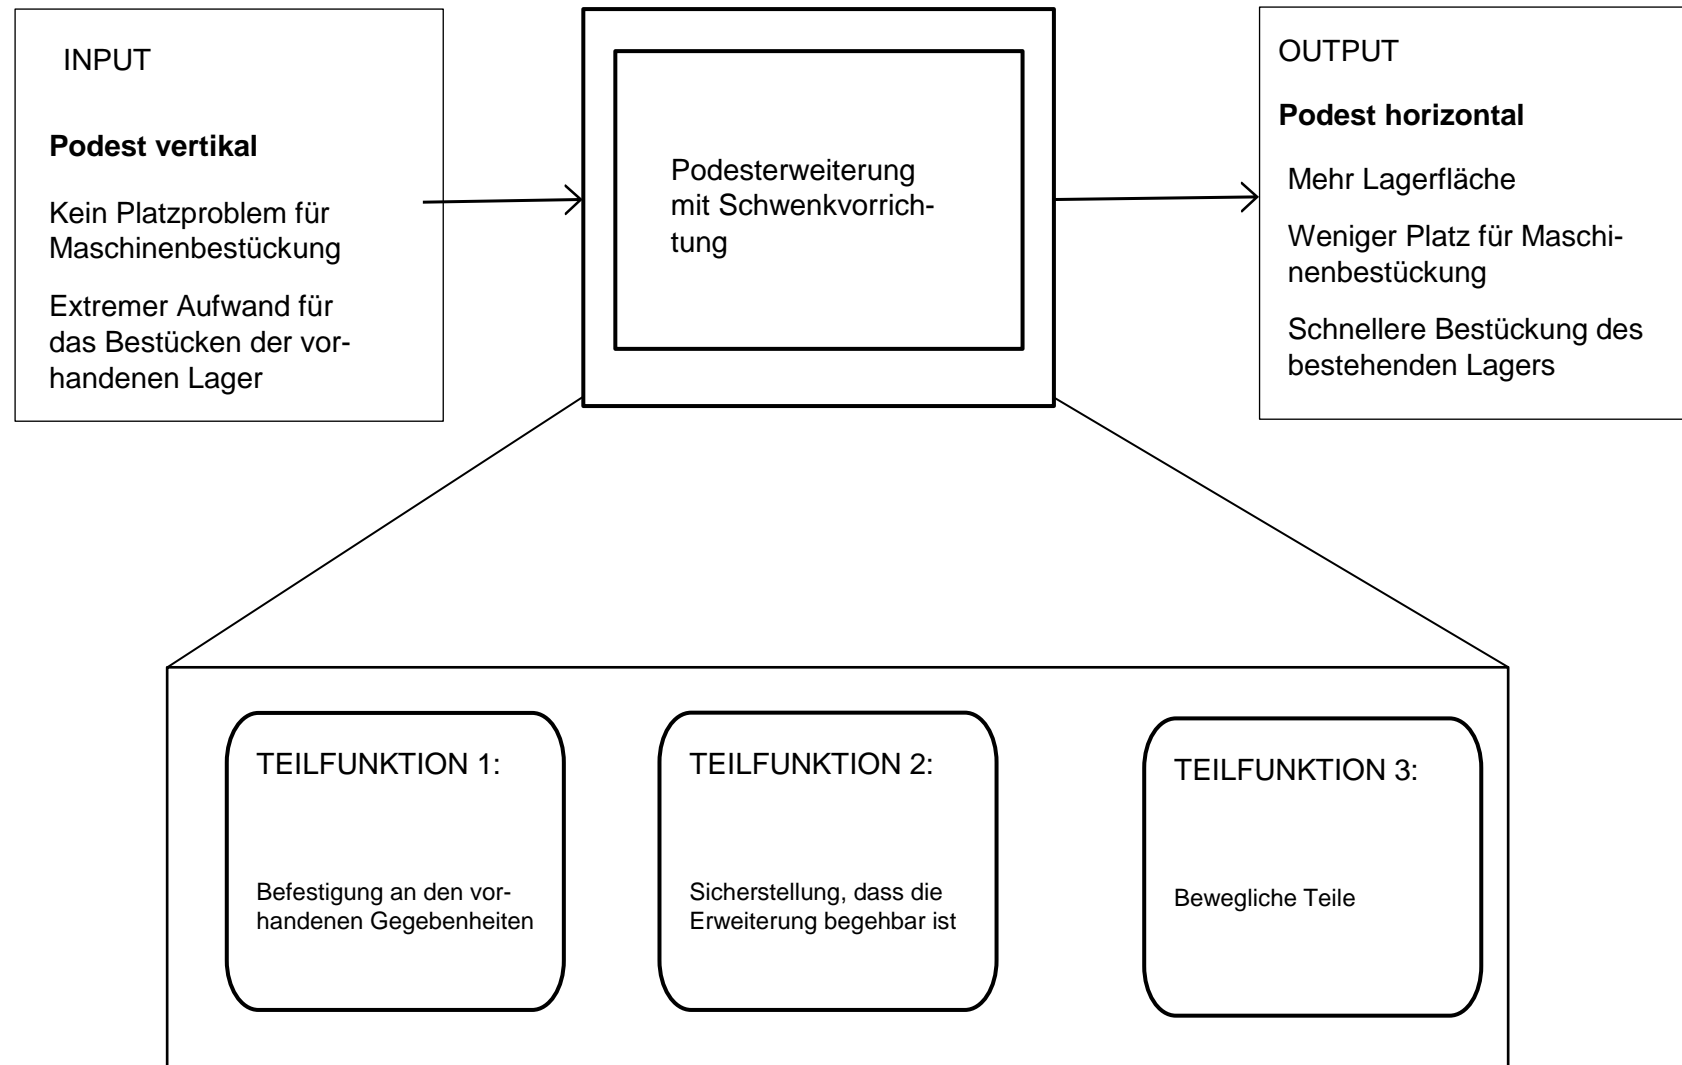 INPUT
Podest vertikal
Kein Platzproblem für
Maschinenbestückung
Extremer Aufwand für
das Bestücken der vor-
handenen Lager
Podesterweiterung
mit Schwenkvorrich-
tung
OUTPUT
Podest horizontal
Mehr Lagerfläche
Weniger Platz für Maschi-
nenbestückung
Schnellere Bestückung des
bestehenden Lagers
TEILFUNKTION 1:
Befestigung an den vor-
handenen Gegebenheiten
TEILFUNKTION 2:
Sicherstellung, dass die
Erweiterung begehbar ist
TEILFUNKTION 3:
Bewegliche Teile